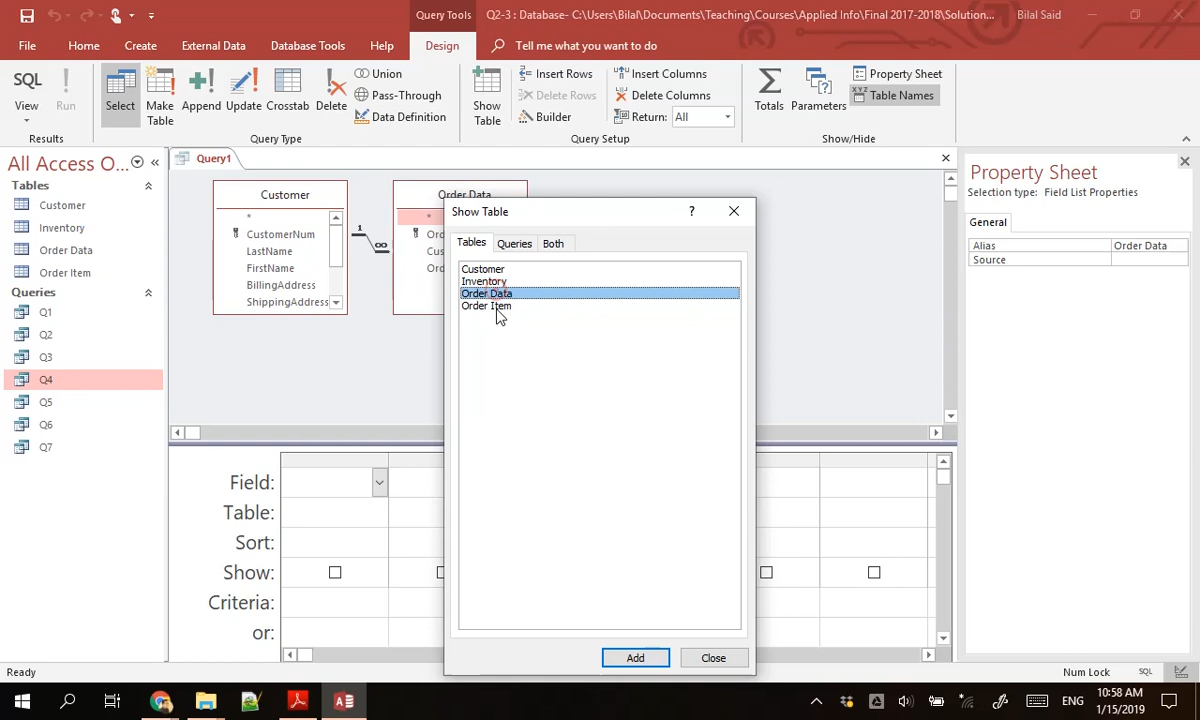 Query Tools
Q2-3 : Database- C:\Users\Bilal\Documents\Teaching\Courses\Applied Info\Final 2017-2018\Solution...
Bilal Said
File Home Create External Data Database Tools Help Design Tell me what you want to do
SQL
View
Run
Results
Select
Make Table
Append
Update
Crosstab
Delete
Union
Pass-Through
Data Definition
Query Type
Show Table
Insert Rows
Delete Rows
Builder
Insert Columns
Delete Columns
Return: All
Query Setup
Totals
Parameters
Property Sheet
XYZ Table Names
Show/Hide
All Access O...
Tables
Customer
Inventory
Order Data
Order Item
Queries
Q1
Q2
Q3
Q4
Q5
Q6
Q7
Query1
Customer
*
CustomerNum
LastName
FirstName
BillingAddress
ShippingAddress
1
∞
Order Data
*
Ord
Cus
Ord
Show Table
?
Tables Queries Both
Customer
Inventory
Order Data
Order Item
Add Close
Field:
Table:
Sort:
Show:
Criteria:
or:
Property Sheet
Selection type: Field List Properties
General
Alias Order Data
Source
Ready
Num Lock
SQL
ENG
10:58 AM
1/15/2019